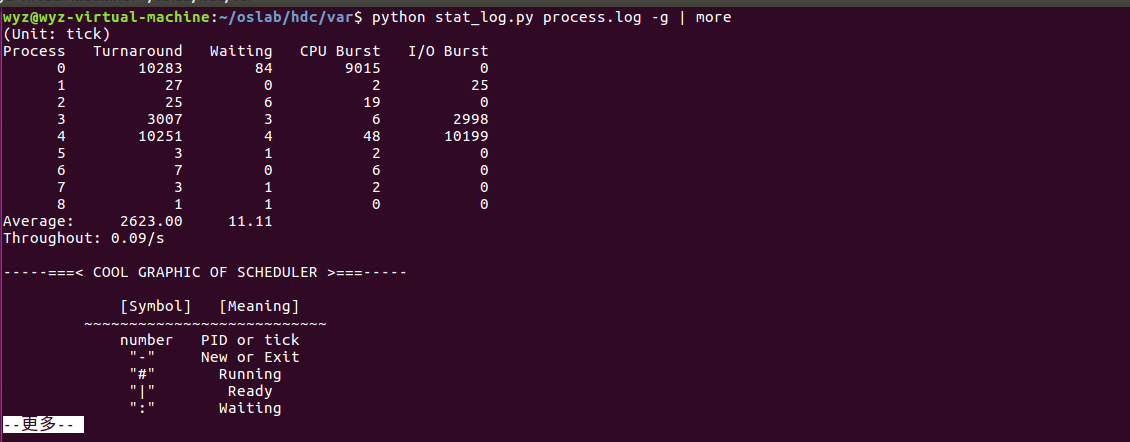 wyz@wyz-virtual-machine:~/oslab/hdc/var$ python stat_log.py process.log -g | more
(Unit: tick)
Process   Turnaround   Waiting   CPU Burst   I/O Burst
      0        10283        84        9015           0
      1           27         0           2          25
      2           25         6          19           0
      3         3007         3           6        2998
      4        10251         4          48       10199
      5            3         1           2           0
      6            7         0           6           0
      7            3         1           2           0
      8            1         1           0           0
Average:     2623.00     11.11
Throughout: 0.09/s
-----===< COOL GRAPHIC OF SCHEDULER >===-----
             [Symbol]   [Meaning]
         ~~~~~~~~~~~~~~~~~~~~~~~~~~~
             number   PID or tick
              "-"     New or Exit
              "#"       Running
              "|"        Ready
              ":"       Waiting
--更多--